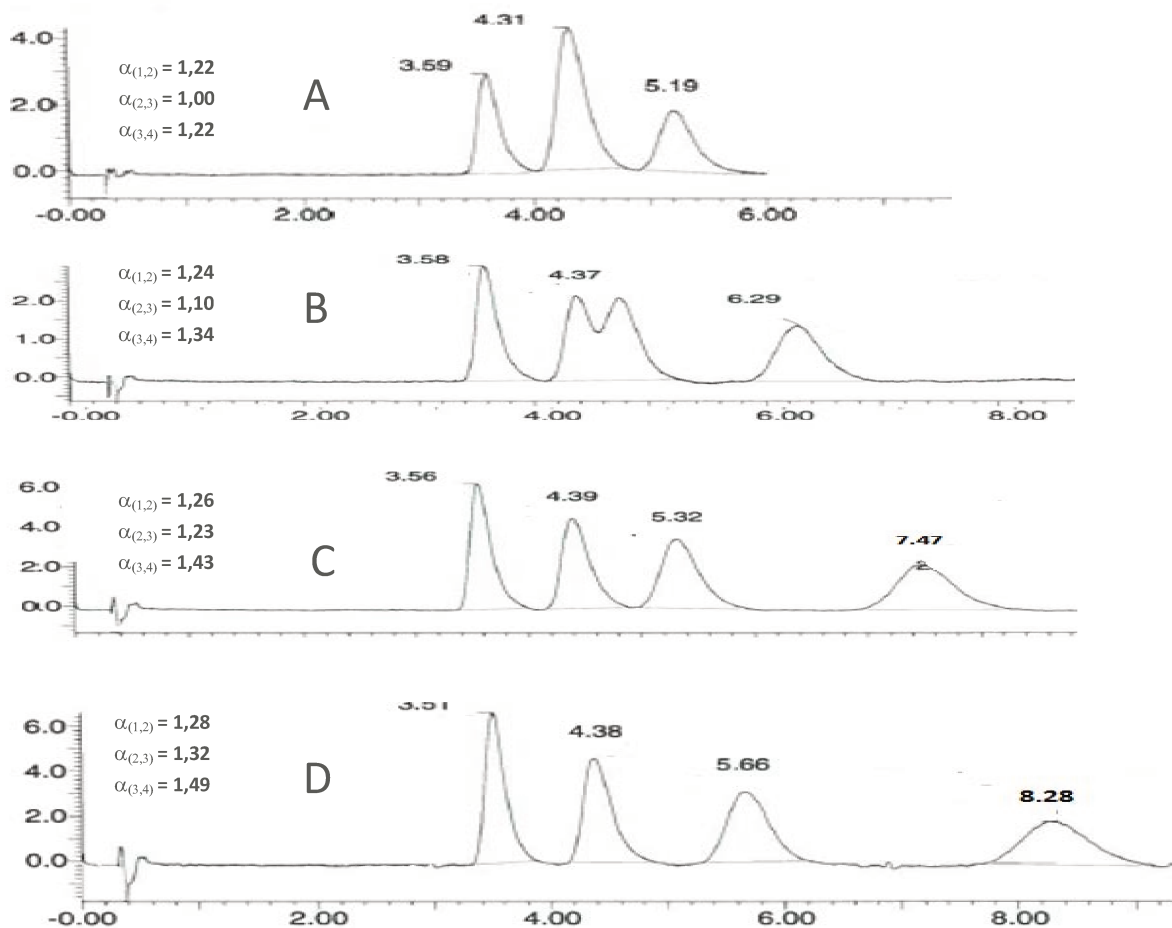 4.31
4.0
α(1,2) = 1,22
3.59
A
5.19
α(2,3) = 1,00
2.0
α(3,4) = 1,22
0.0
-0.00 2.00 4.00 6.00
3.58
α(1,2) = 1,24
4.37
B
6.29
2.0
α(2,3) = 1,10
1.0
α(3,4) = 1,34
0.0
-0.00 2.00 4.00 6.00 8.00
3.56
6.0
α(1,2) = 1,26
4.39
5.32
4.0
α(2,3) = 1,23
7.47
C
2.0
α(3,4) = 1,43
0.0
3.51
6.0
α(1,2) = 1,28
4.38
α(2,3) = 1,32
D
5.66
4.0
α(3,4) = 1,49
8.28
2.0
0.0
-0.00 2.00 4.00 6.00 8.00